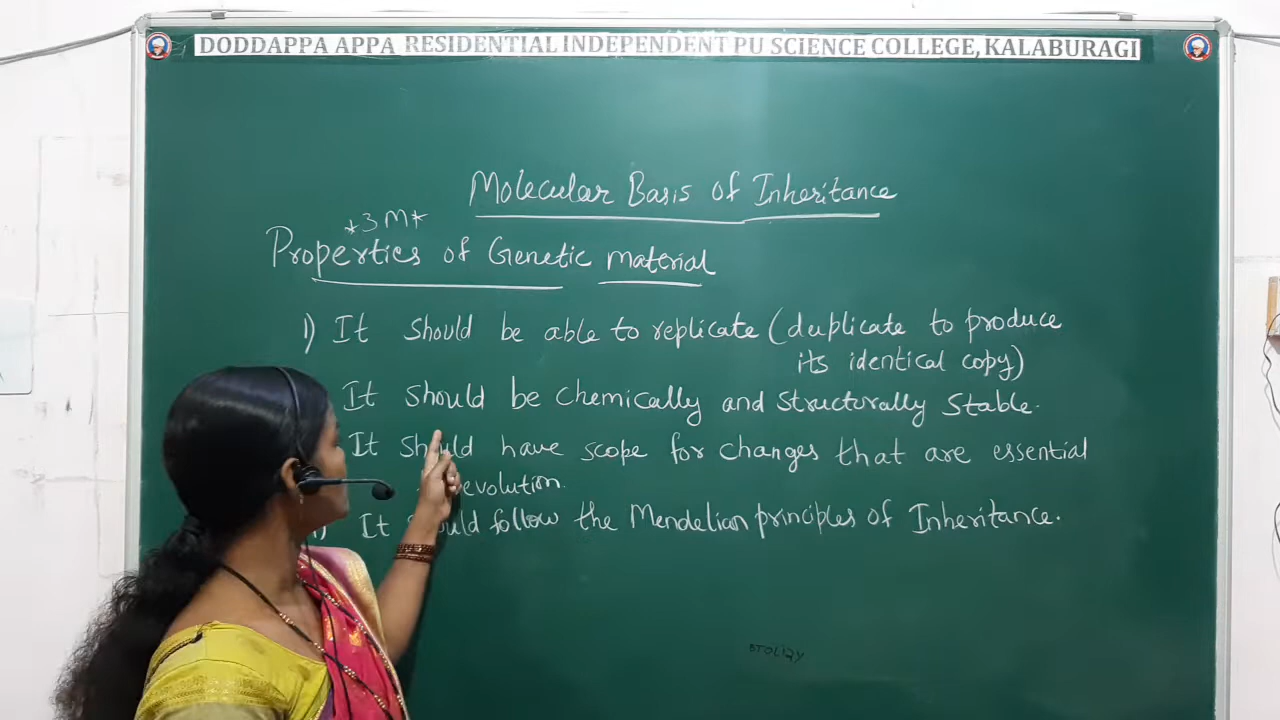 DODDAPPA APPA RESIDENTIAL INDEPENDENT PU SCIENCE COLLEGE, KALABURAGI
Molecular Basis of Inheritance
*3 M*
Properties of Genetic material
1) It should be able to replicate (duplicate to produce
its identical copy)
It should be chemically and structurally stable.
It should have scope for changes that are essential
evolution.
It should follow the Mendelian principles of Inheritance.